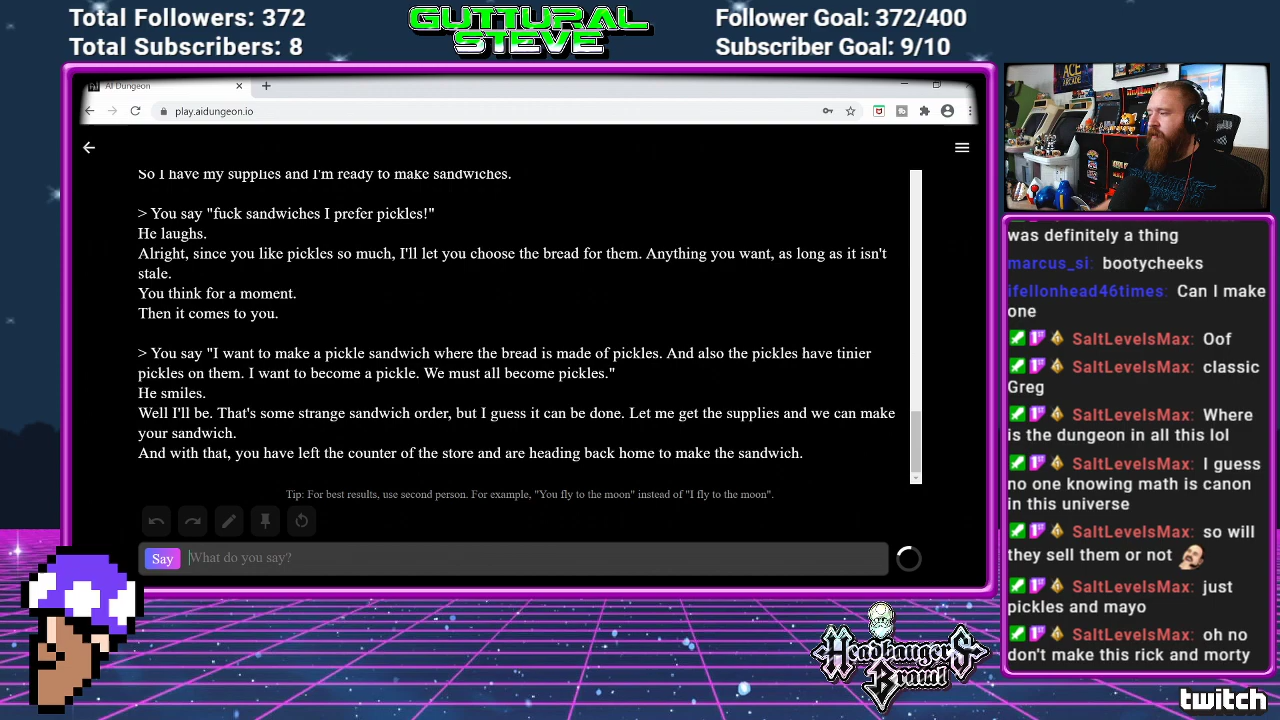 Total Followers: 372
Total Subscribers: 8
GUTTURAL
STEVE
Follower Goal: 372/400
Subscriber Goal: 9/10
AI Dungeon
play.aidungeon.io
So I have my supplies and I'm ready to make sandwiches.
> You say "fuck sandwiches I prefer pickles!"
He laughs.
Alright, since you like pickles so much, I'll let you choose the bread for them. Anything you want, as long as it isn't
stale.
You think for a moment.
Then it comes to you.
> You say "I want to make a pickle sandwich where the bread is made of pickles. And also the pickles have tinier
pickles on them. I want to become a pickle. We must all become pickles."
He smiles.
Well I'll be. That's some strange sandwich order, but I guess it can be done. Let me get the supplies and we can make
your sandwich.
And with that, you have left the counter of the store and are heading back home to make the sandwich.
Tip: For best results, use second person. For example, "You fly to the moon" instead of "I fly to the moon".
Say
What do you say?
ACE
ARCADE
was definitely a thing
marcus_si: bootycheeks
ifellonhead46times: Can I make
one
SaltLevelsMax: Oof
SaltLevelsMax: classic
Greg
SaltLevelsMax: Where
is the dungeon in all this lol
SaltLevelsMax: I guess
no one knowing math is canon
in this universe
SaltLevelsMax: so will
they sell them or not
SaltLevelsMax: just
pickles and mayo
SaltLevelsMax: oh no
don't make this rick and morty
Headbangers
Brawl
twitch